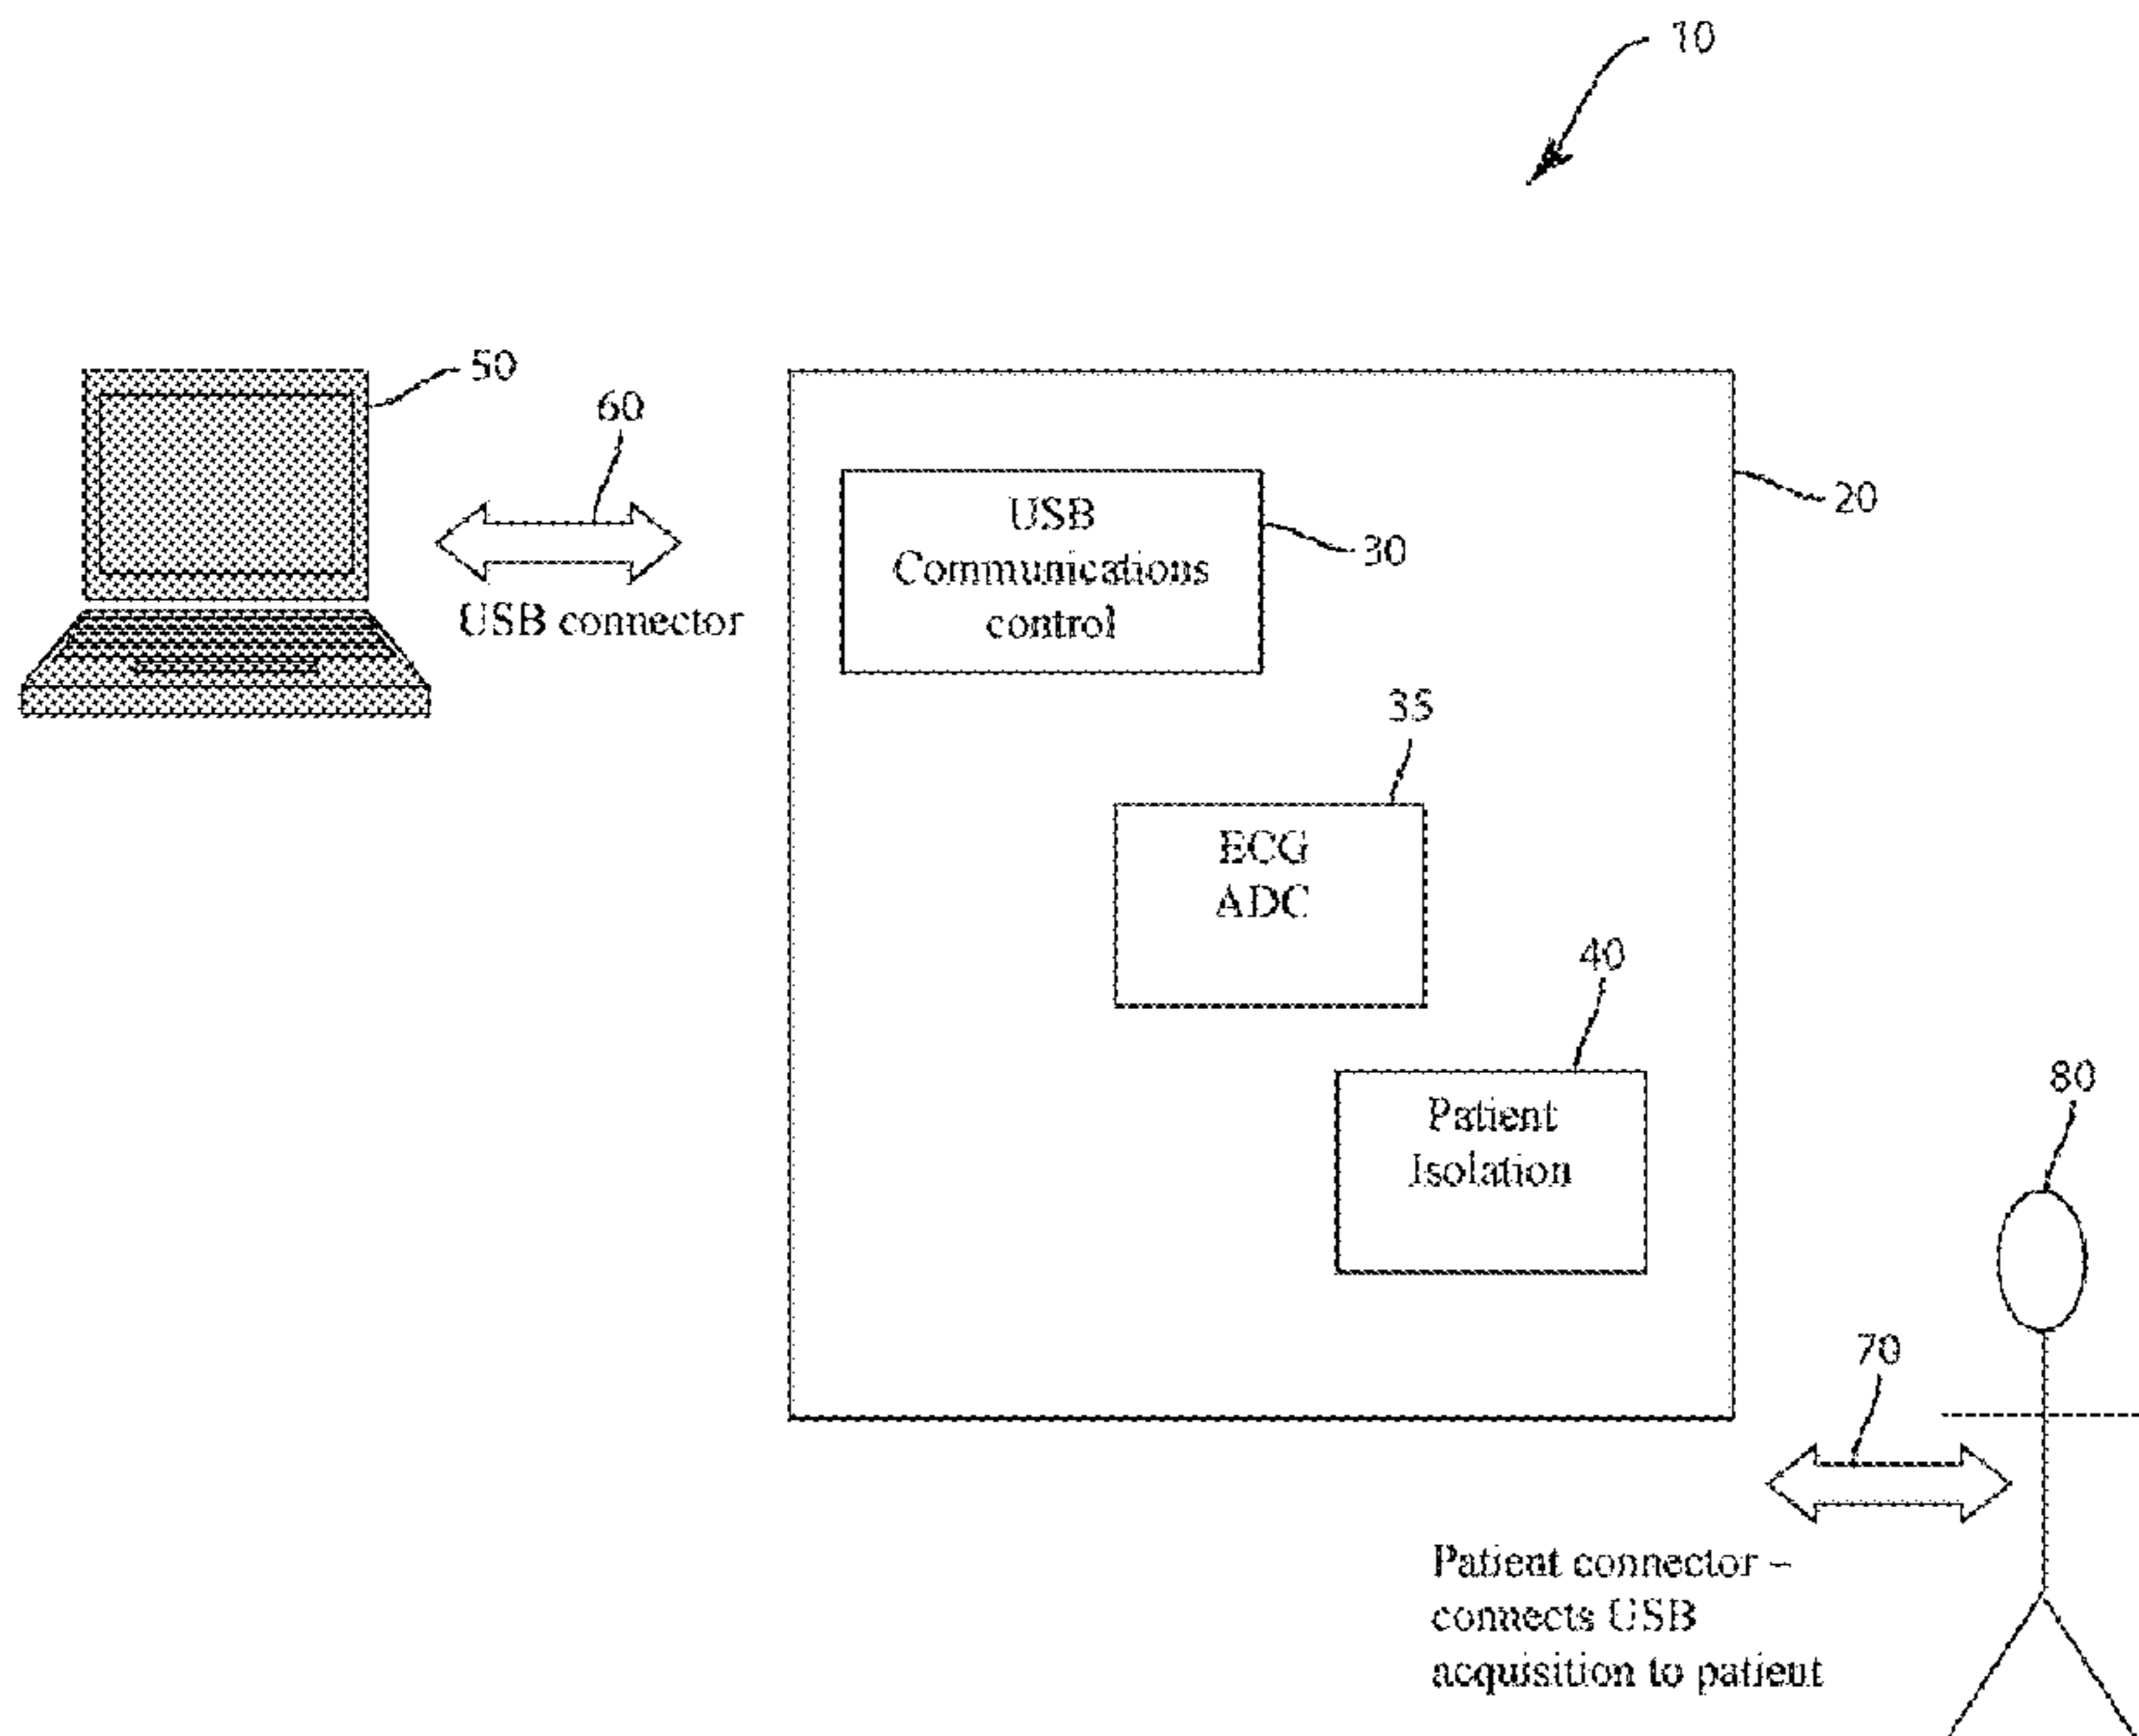 10
50
60
USB connector
20
USB
Communications
control
30
35
ECG
ADC
40
Patient
Isolation
80
70
Patient connector –
connects USB
acquisition to patient